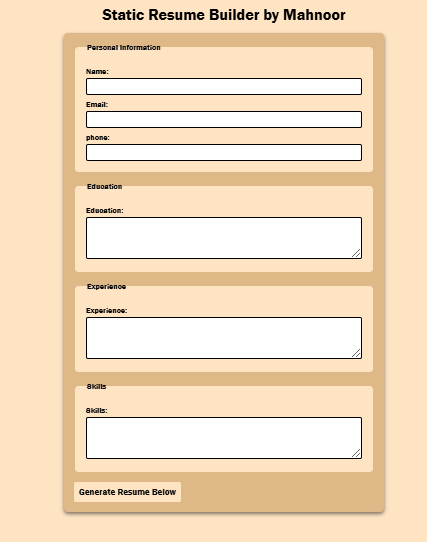 Static Resume Builder by Mahnoor
Personal Information
Name:
Email:
phone:
Education
Education:
Experience
Experience:
Skills
Skills:
Generate Resume Below